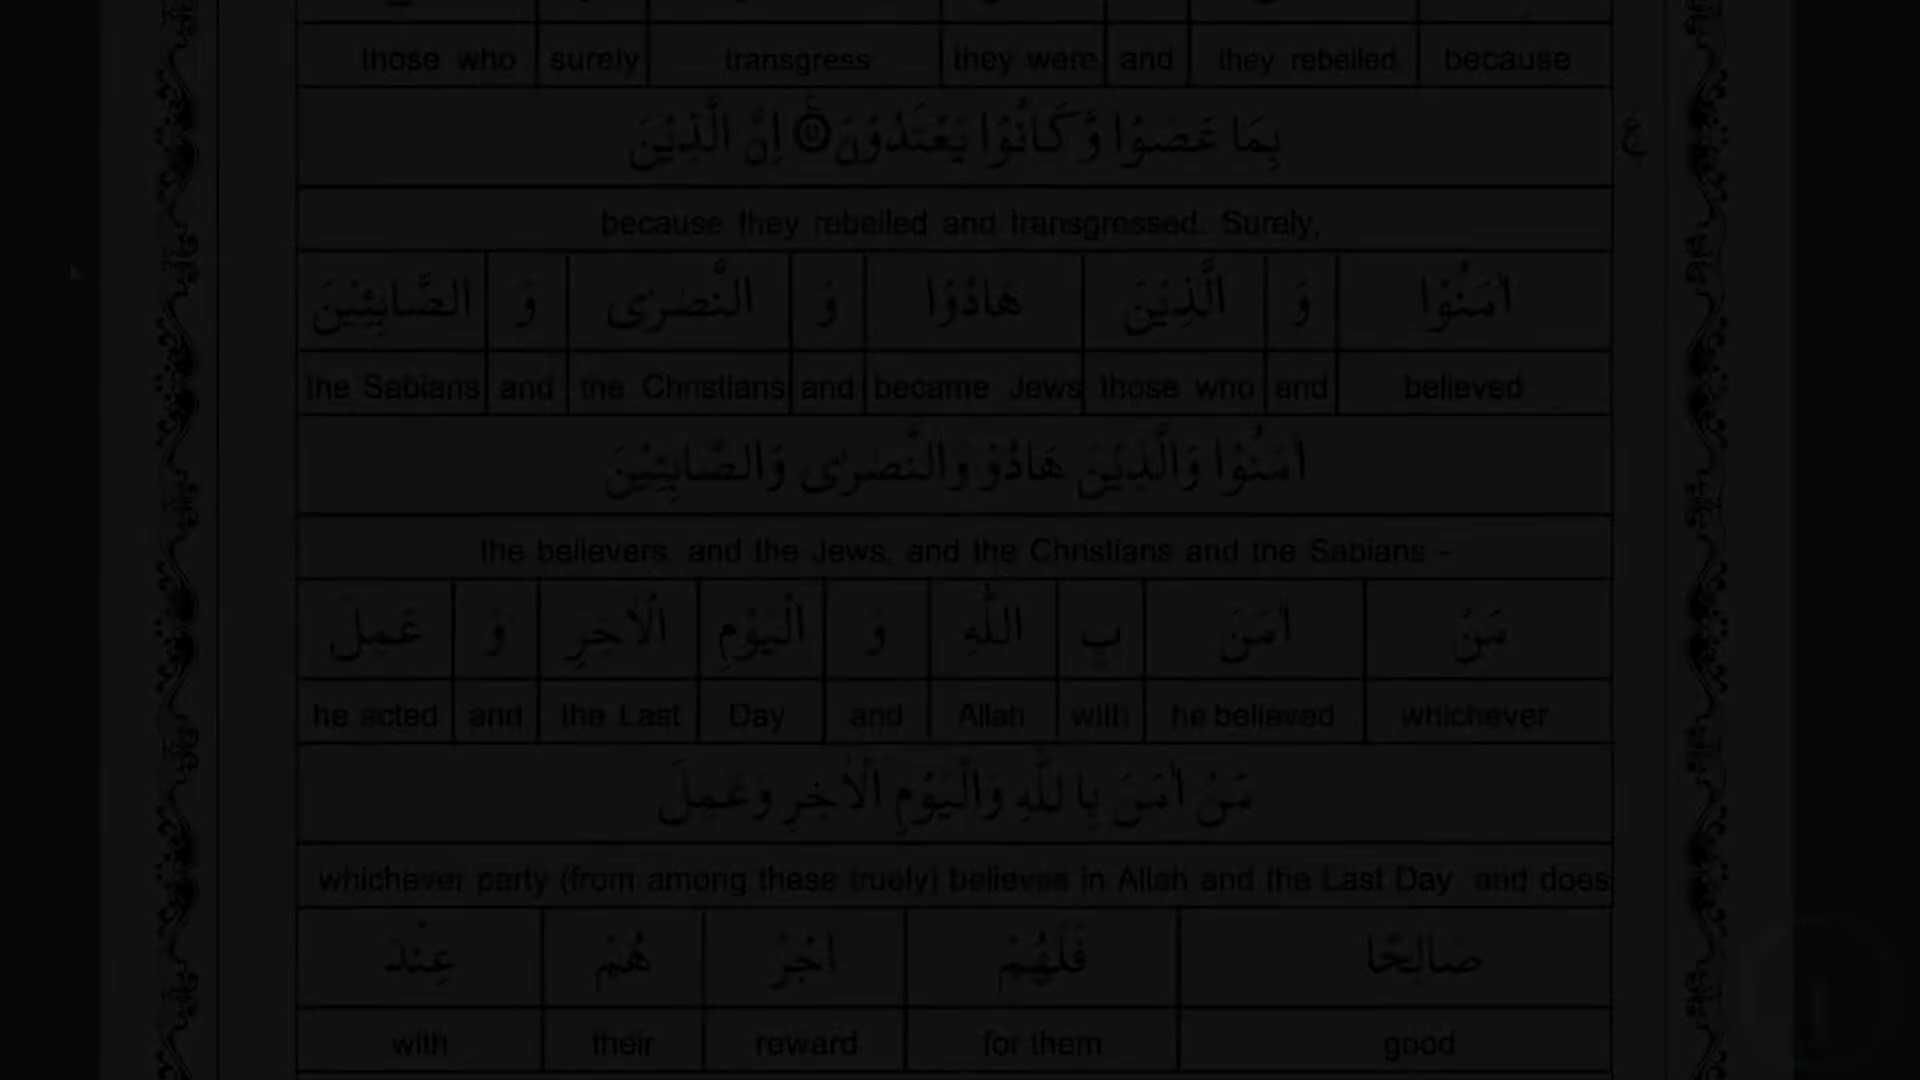 those who surely transgress they were and they rebelled because
بِمَا عَصَوْا وَّكَانُوْا يَعْتَدُوْنَ اِنَّ الَّذِيْنَ
ع
because they rebelled and transgressed. Surely,
اٰمَنُوْا وَ الَّذِيْنَ هَادُوْا وَ النَّصٰرٰى وَ الصَّابِئِيْنَ
the Sabians and the Christians and became Jews those who and believed
اٰمَنُوْا وَالَّذِيْنَ هَادُوْ وَالنَّصٰرٰى وَالصَّابِئِيْنَ
the believers, and the Jews, and the Christians and the Sabians -
مَنْ اٰمَنَ بِ اللّٰهِ وَ الْيَوْمِ الْاٰخِرِ وَ عَمِلَ
he acted and the Last Day and Allah with he believed whichever
مَنْ اٰمَنَ بِا للّٰهِ وَالْيَوْمِ الْاٰخِرِ وَعَمِلَ
whichever party (from among these truely) believes in Allah and the Last Day and does
صَالِحًا فَلَهُمْ اَجْرُ هُمْ عِنْدَ
with their reward for them good